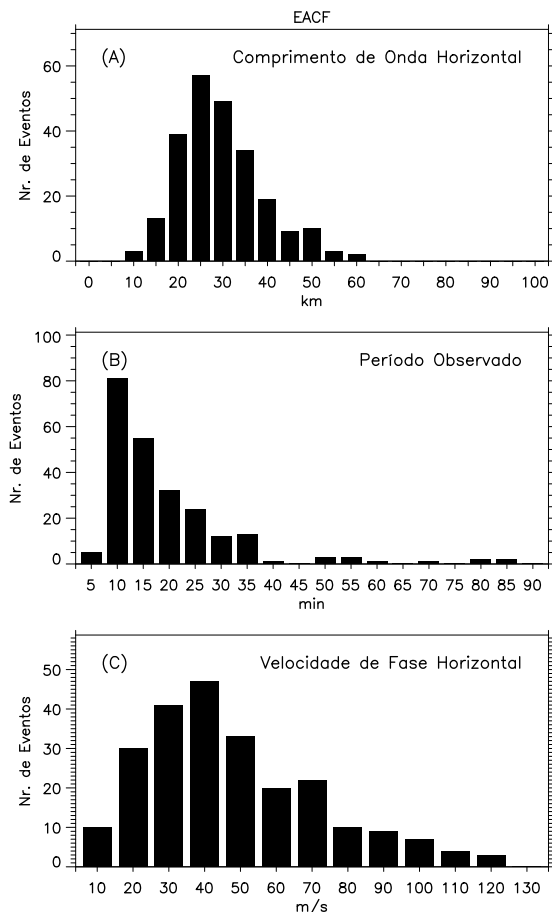 EACF
(A) Comprimento de Onda Horizontal
Nr. de Eventos
60
40
20
0
0 10 20 30 40 50 60 70 80 90 100
km
(B) Período Observado
Nr. de Eventos
100
80
60
40
20
0
5 10 15 20 25 30 35 40 45 50 55 60 65 70 75 80 85 90
min
(C) Velocidade de Fase Horizontal
Nr. de Eventos
50
40
30
20
10
0
10 20 30 40 50 60 70 80 90 100 110 120 130
m/s